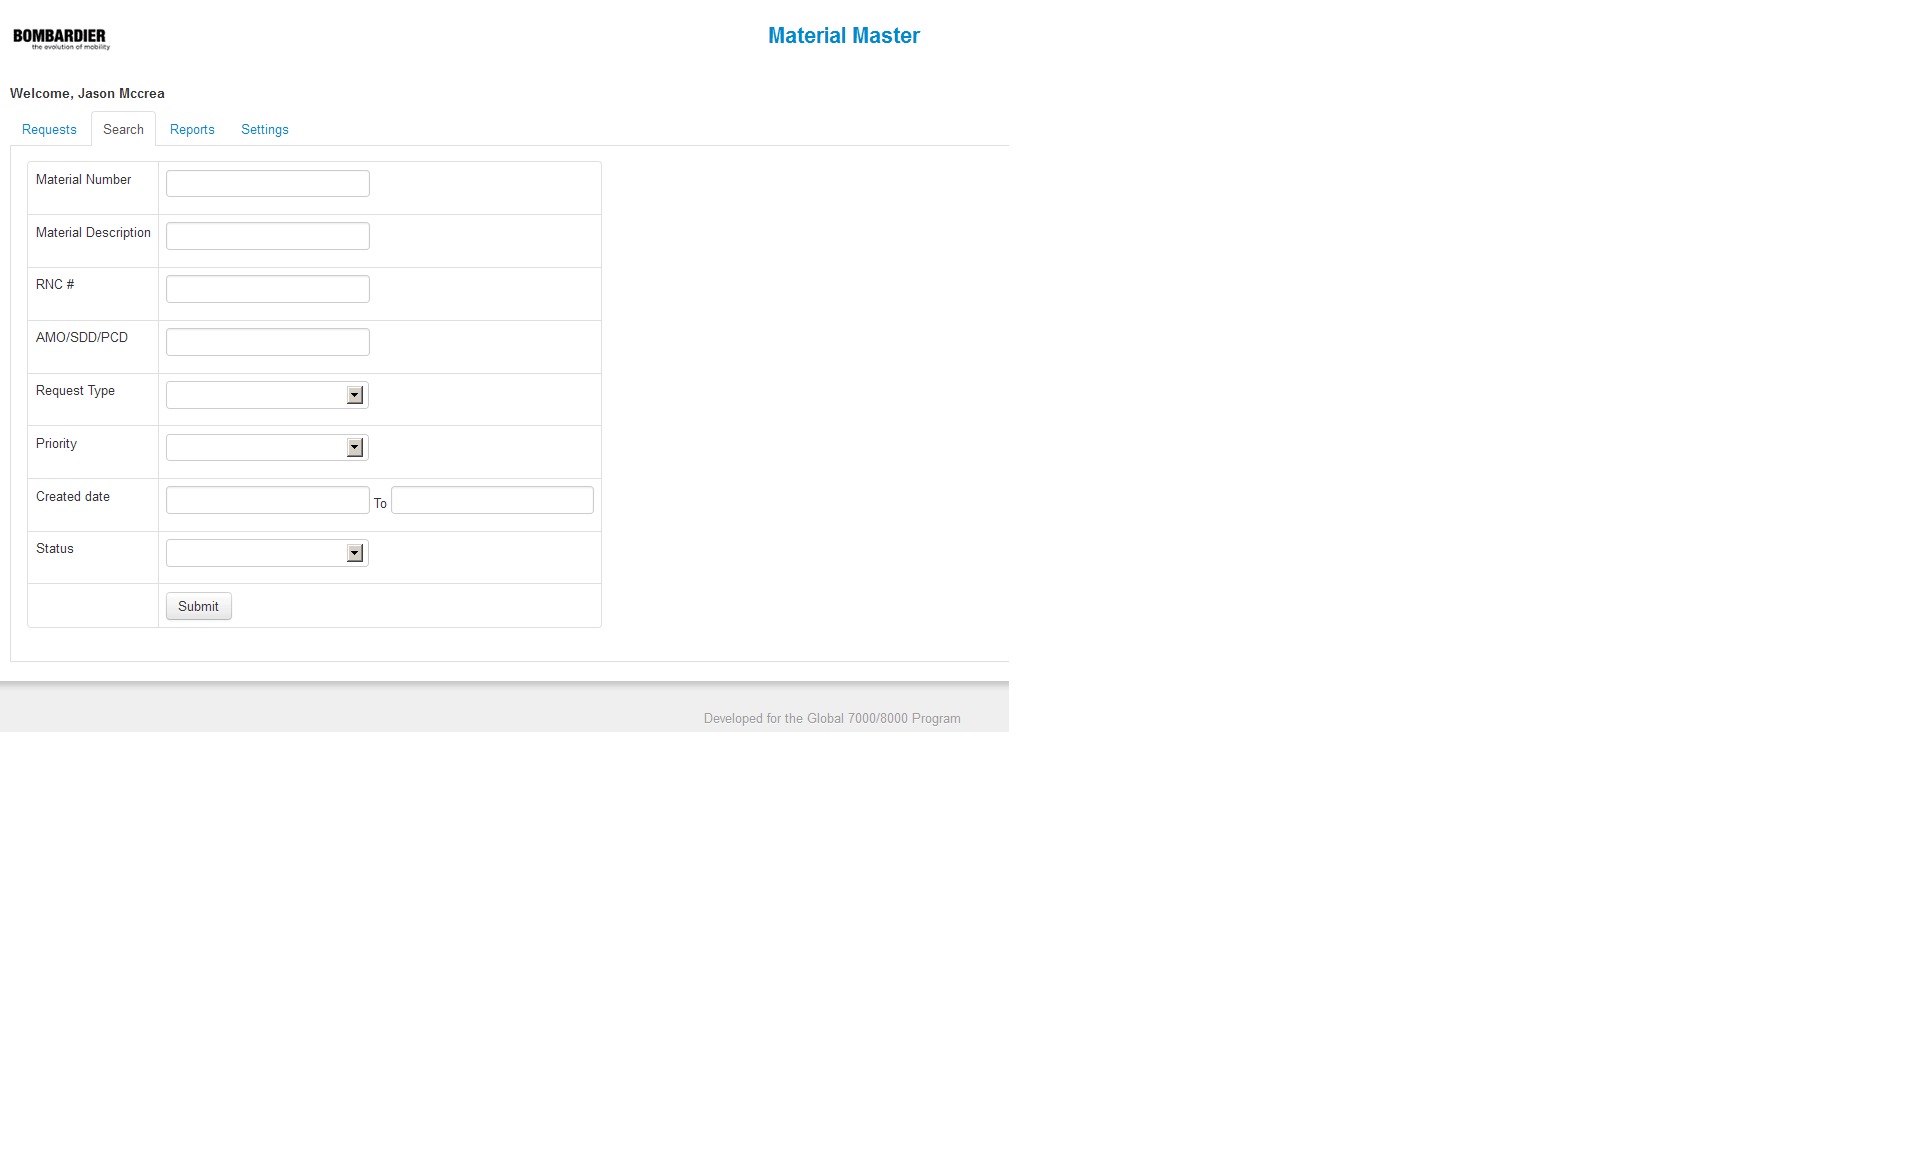 BOMBARDIER
the evolution of mobility
Material Master
Welcome, Jason Mccrea
Requests Search Reports Settings
Material Number
Material Description
RNC #
AMO/SDD/PCD
Request Type
Priority
Created date To
Status
Submit
Developed for the Global 7000/8000 Program